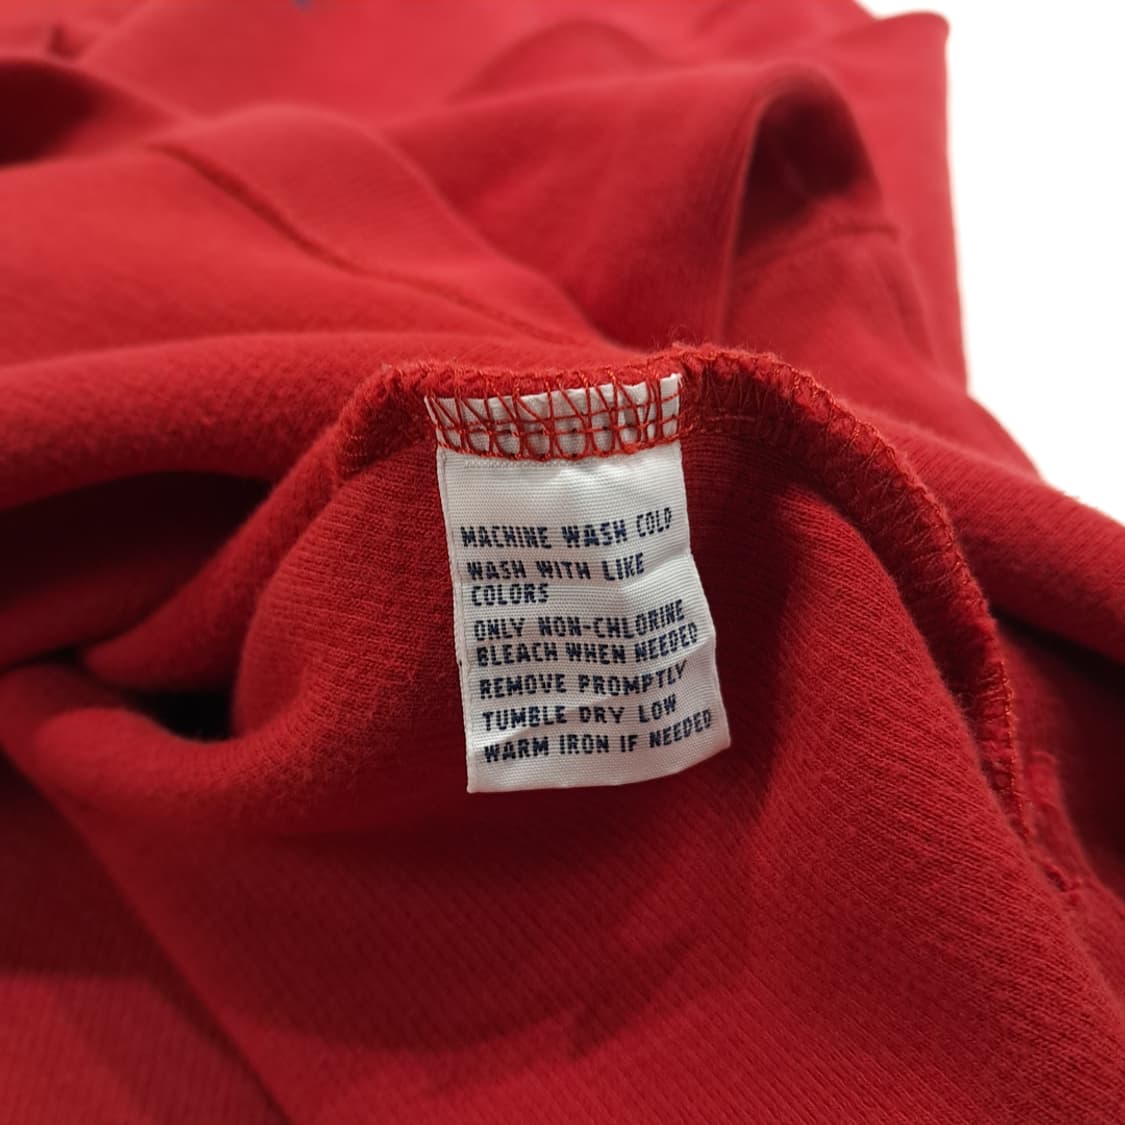 MACHINE WASH COLD
WASH WITH LIKE
COLORS
ONLY NON-CHLORINE
BLEACH WHEN NEEDED
REMOVE PROMPTLY
TUMBLE DRY LOW
WARM IRON IF NEEDED